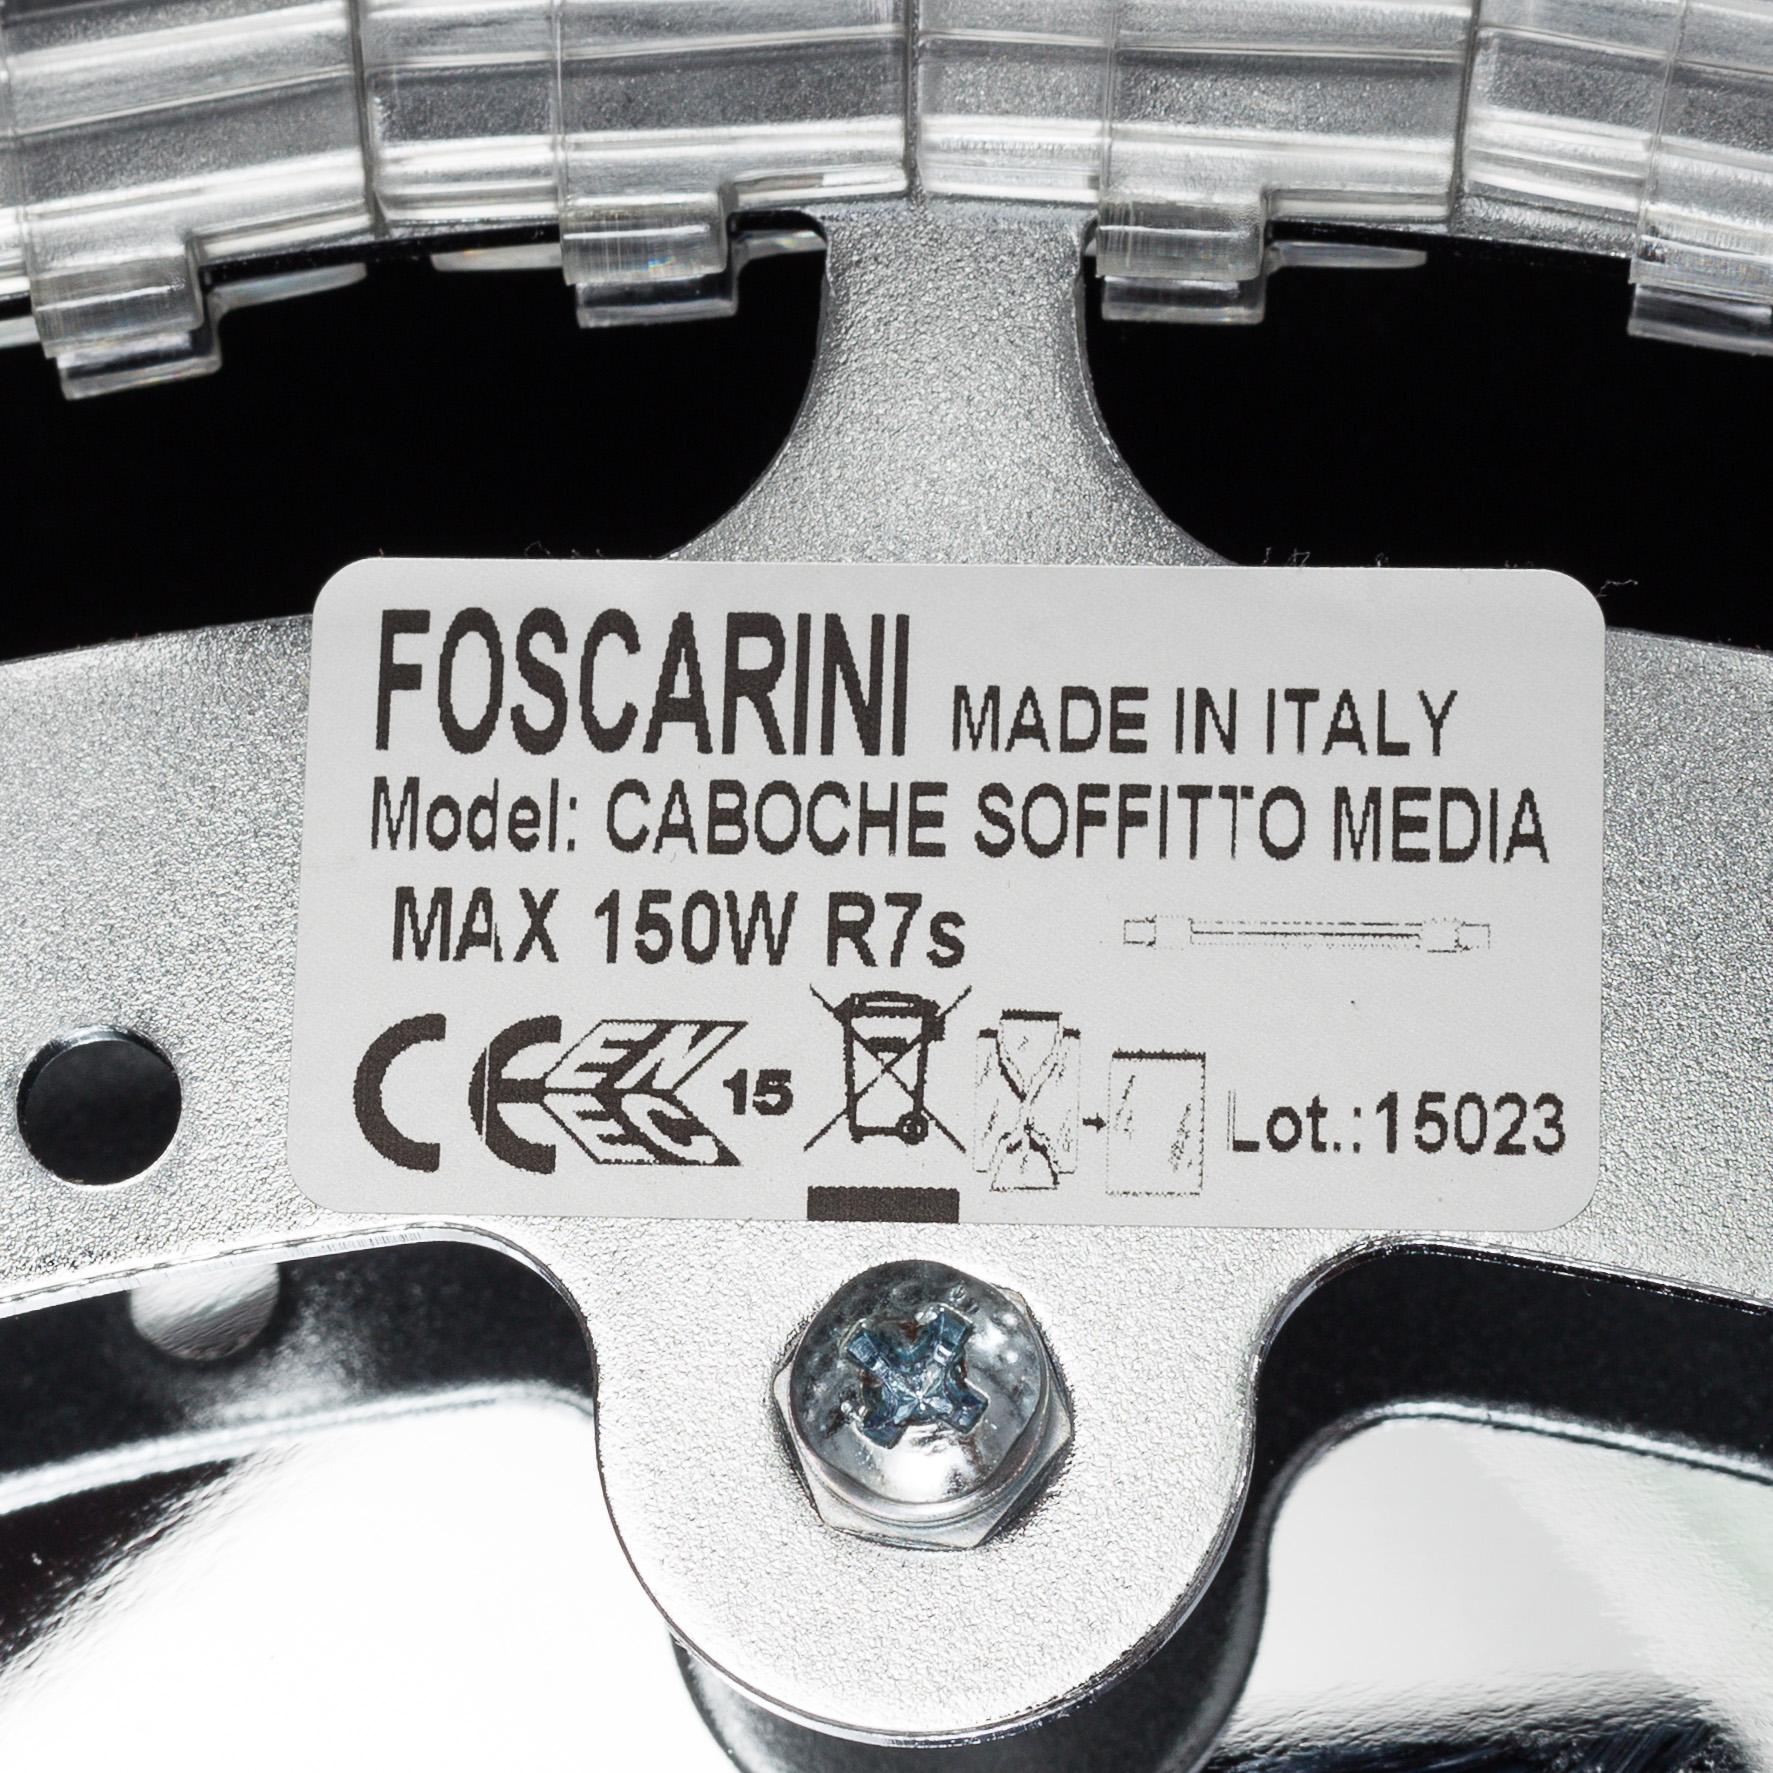 FOSCARINI MADE IN ITALY
Model: CABOCHE SOFFITTO MEDIA
MAX 150W R7s
CE ENEC 15 Lot.:15023